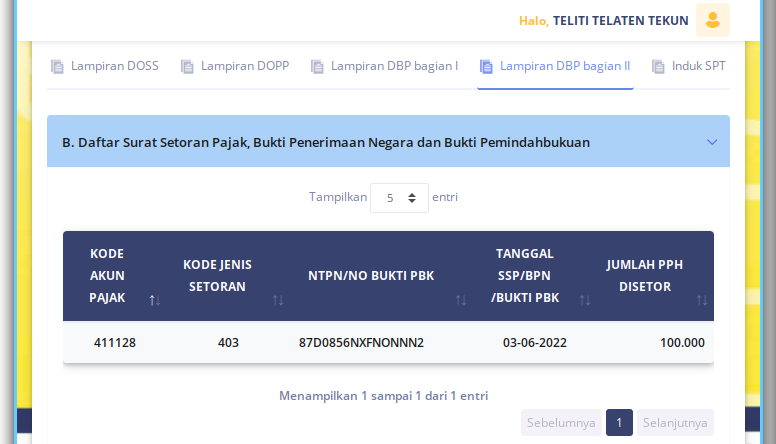 Halo, TELITI TELATEN TEKUN
Lampiran DOSS Lampiran DOPP Lampiran DBP bagian I Lampiran DBP bagian II Induk SPT
B. Daftar Surat Setoran Pajak, Bukti Penerimaan Negara dan Bukti Pemindahbukuan
Tampilkan 5 entri
KODE AKUN PAJAK KODE JENIS SETORAN NTPN/NO BUKTI PBK TANGGAL SSP/BPN /BUKTI PBK JUMLAH PPH DISETOR
411128 403 87D0856NXFNONNN2 03-06-2022 100.000
Menampilkan 1 sampai 1 dari 1 entri
Sebelumnya 1 Selanjutnya